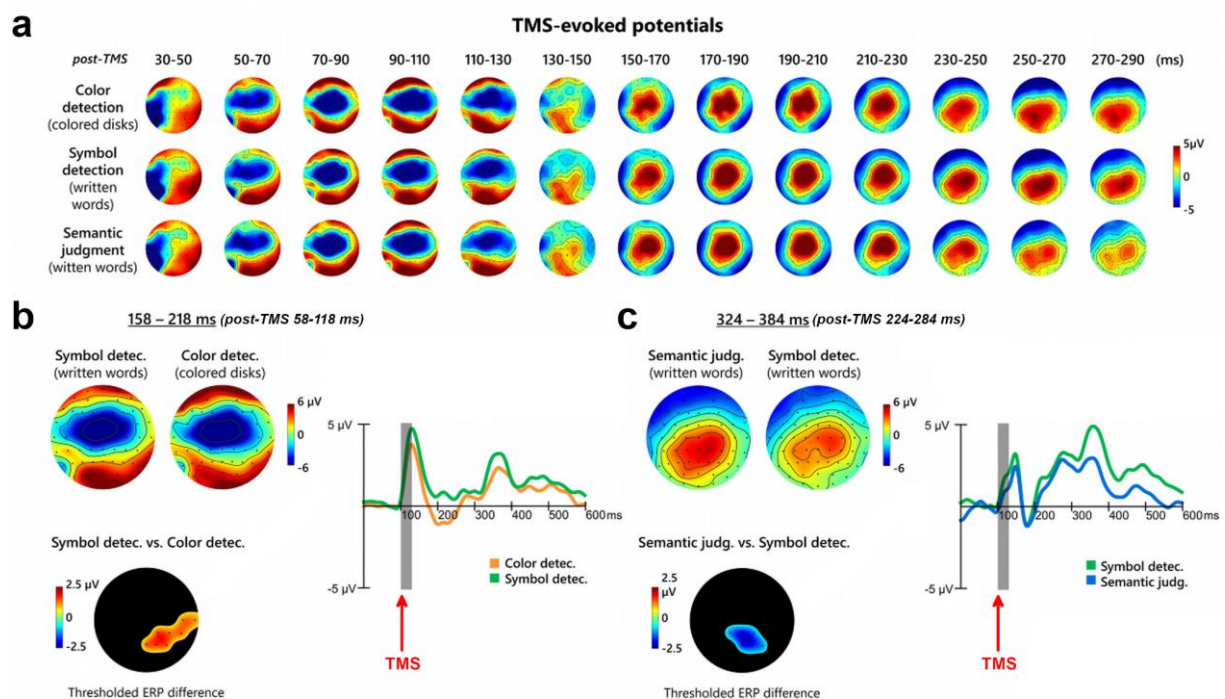 a
TMS-evoked potentials
post-TMS 30-50 50-70 70-90 90-110 110-130 130-150 150-170 170-190 190-210 210-230 230-250 250-270 270-290 (ms)
Color
detection
(colored disks)
Symbol
detection
(written
words)
Semantic
judgment
(witten words)
5µV
0
-5
b
158 – 218 ms (post-TMS 58-118 ms)
Symbol detec.
(written words)
Color detec.
(colored disks)
6 µV
0
-6
5 µV
100 200 300 400 500 600ms
-5 µV
Color detec.
Symbol detec.
TMS
Symbol detec. vs. Color detec.
2.5 µV
0
-2.5
Thresholded ERP difference
c
324 – 384 ms (post-TMS 224-284 ms)
Semantic judg.
(written words)
Symbol detec.
(written words)
6 µV
0
-6
5 µV
100 200 300 400 500 600ms
-5 µV
Symbol detec.
Semantic judg.
TMS
Semantic judg. vs. Symbol detec.
2.5
µV
0
-2.5
Thresholded ERP difference